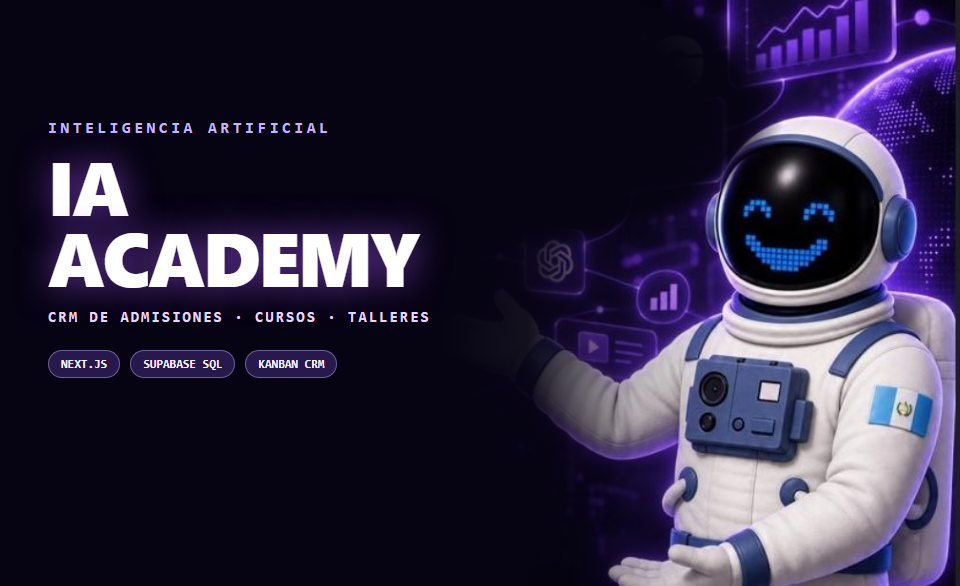 INTELIGENCIA ARTIFICIAL
IA
ACADEMY
CRM DE ADMISIONES · CURSOS · TALLERES
NEXT.JS SUPABASE SQL KANBAN CRM